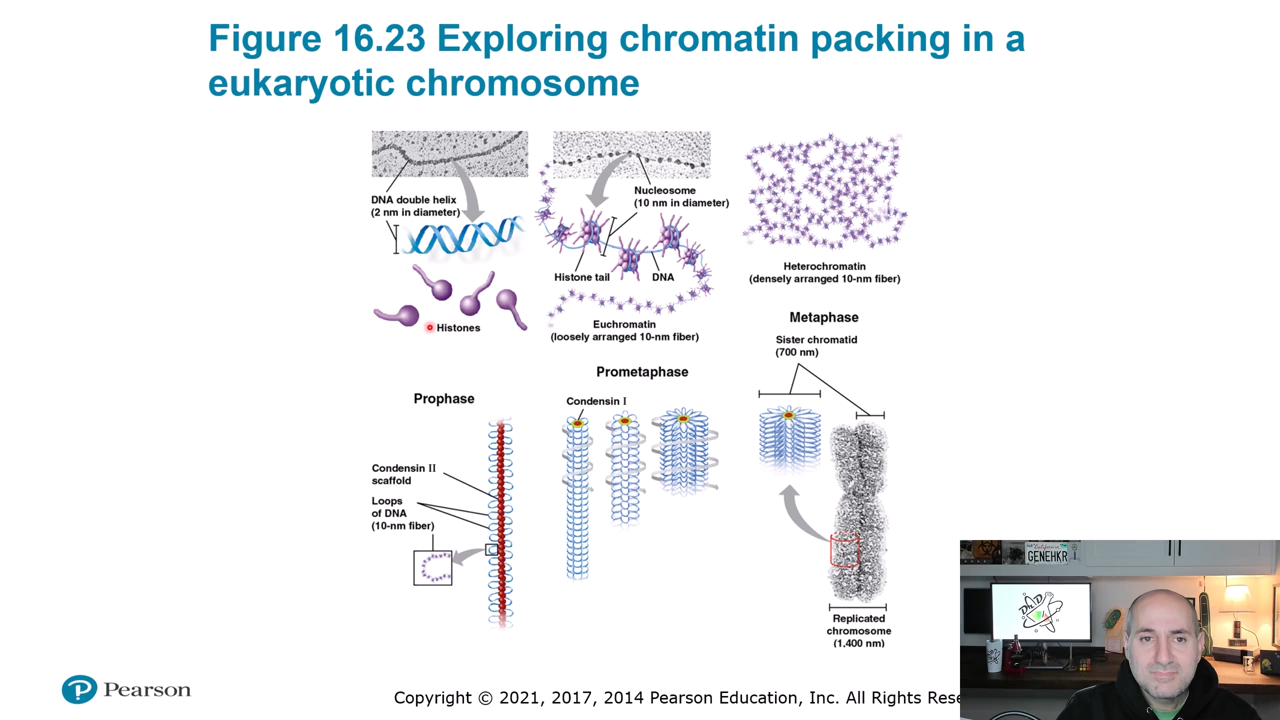 Figure 16.23 Exploring chromatin packing in a
eukaryotic chromosome
DNA double helix
(2 nm in diameter)
Histones
Nucleosome
(10 nm in diameter)
Histone tail
DNA
Euchromatin
(loosely arranged 10-nm fiber)
Heterochromatin
(densely arranged 10-nm fiber)
Prophase
Condensin II
scaffold
Loops
of DNA
(10-nm fiber)
Prometaphase
Condensin I
Metaphase
Sister chromatid
(700 nm)
Replicated
chromosome
(1,400 nm)
Pearson
Copyright © 2021, 2017, 2014 Pearson Education, Inc. All Rights Rese
California
GENEHKR